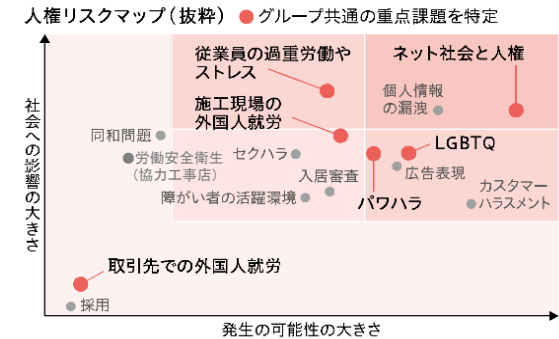 人権リスクマップ(抜粋) ●グループ共通の重点課題を特定
従業員の過重労働や
ストレス
ネット社会と人権
個人情報
の漏洩
施工現場の
外国人就労
同和問題
労働安全衛生
(協力工事店)
セクハラ
LGBTQ
広告表現
入居審査
障がい者の活躍環境
パワハラ
カスタマー
ハラスメント
取引先での外国人就労
採用
社会への影響の大きさ
発生の可能性の大きさ